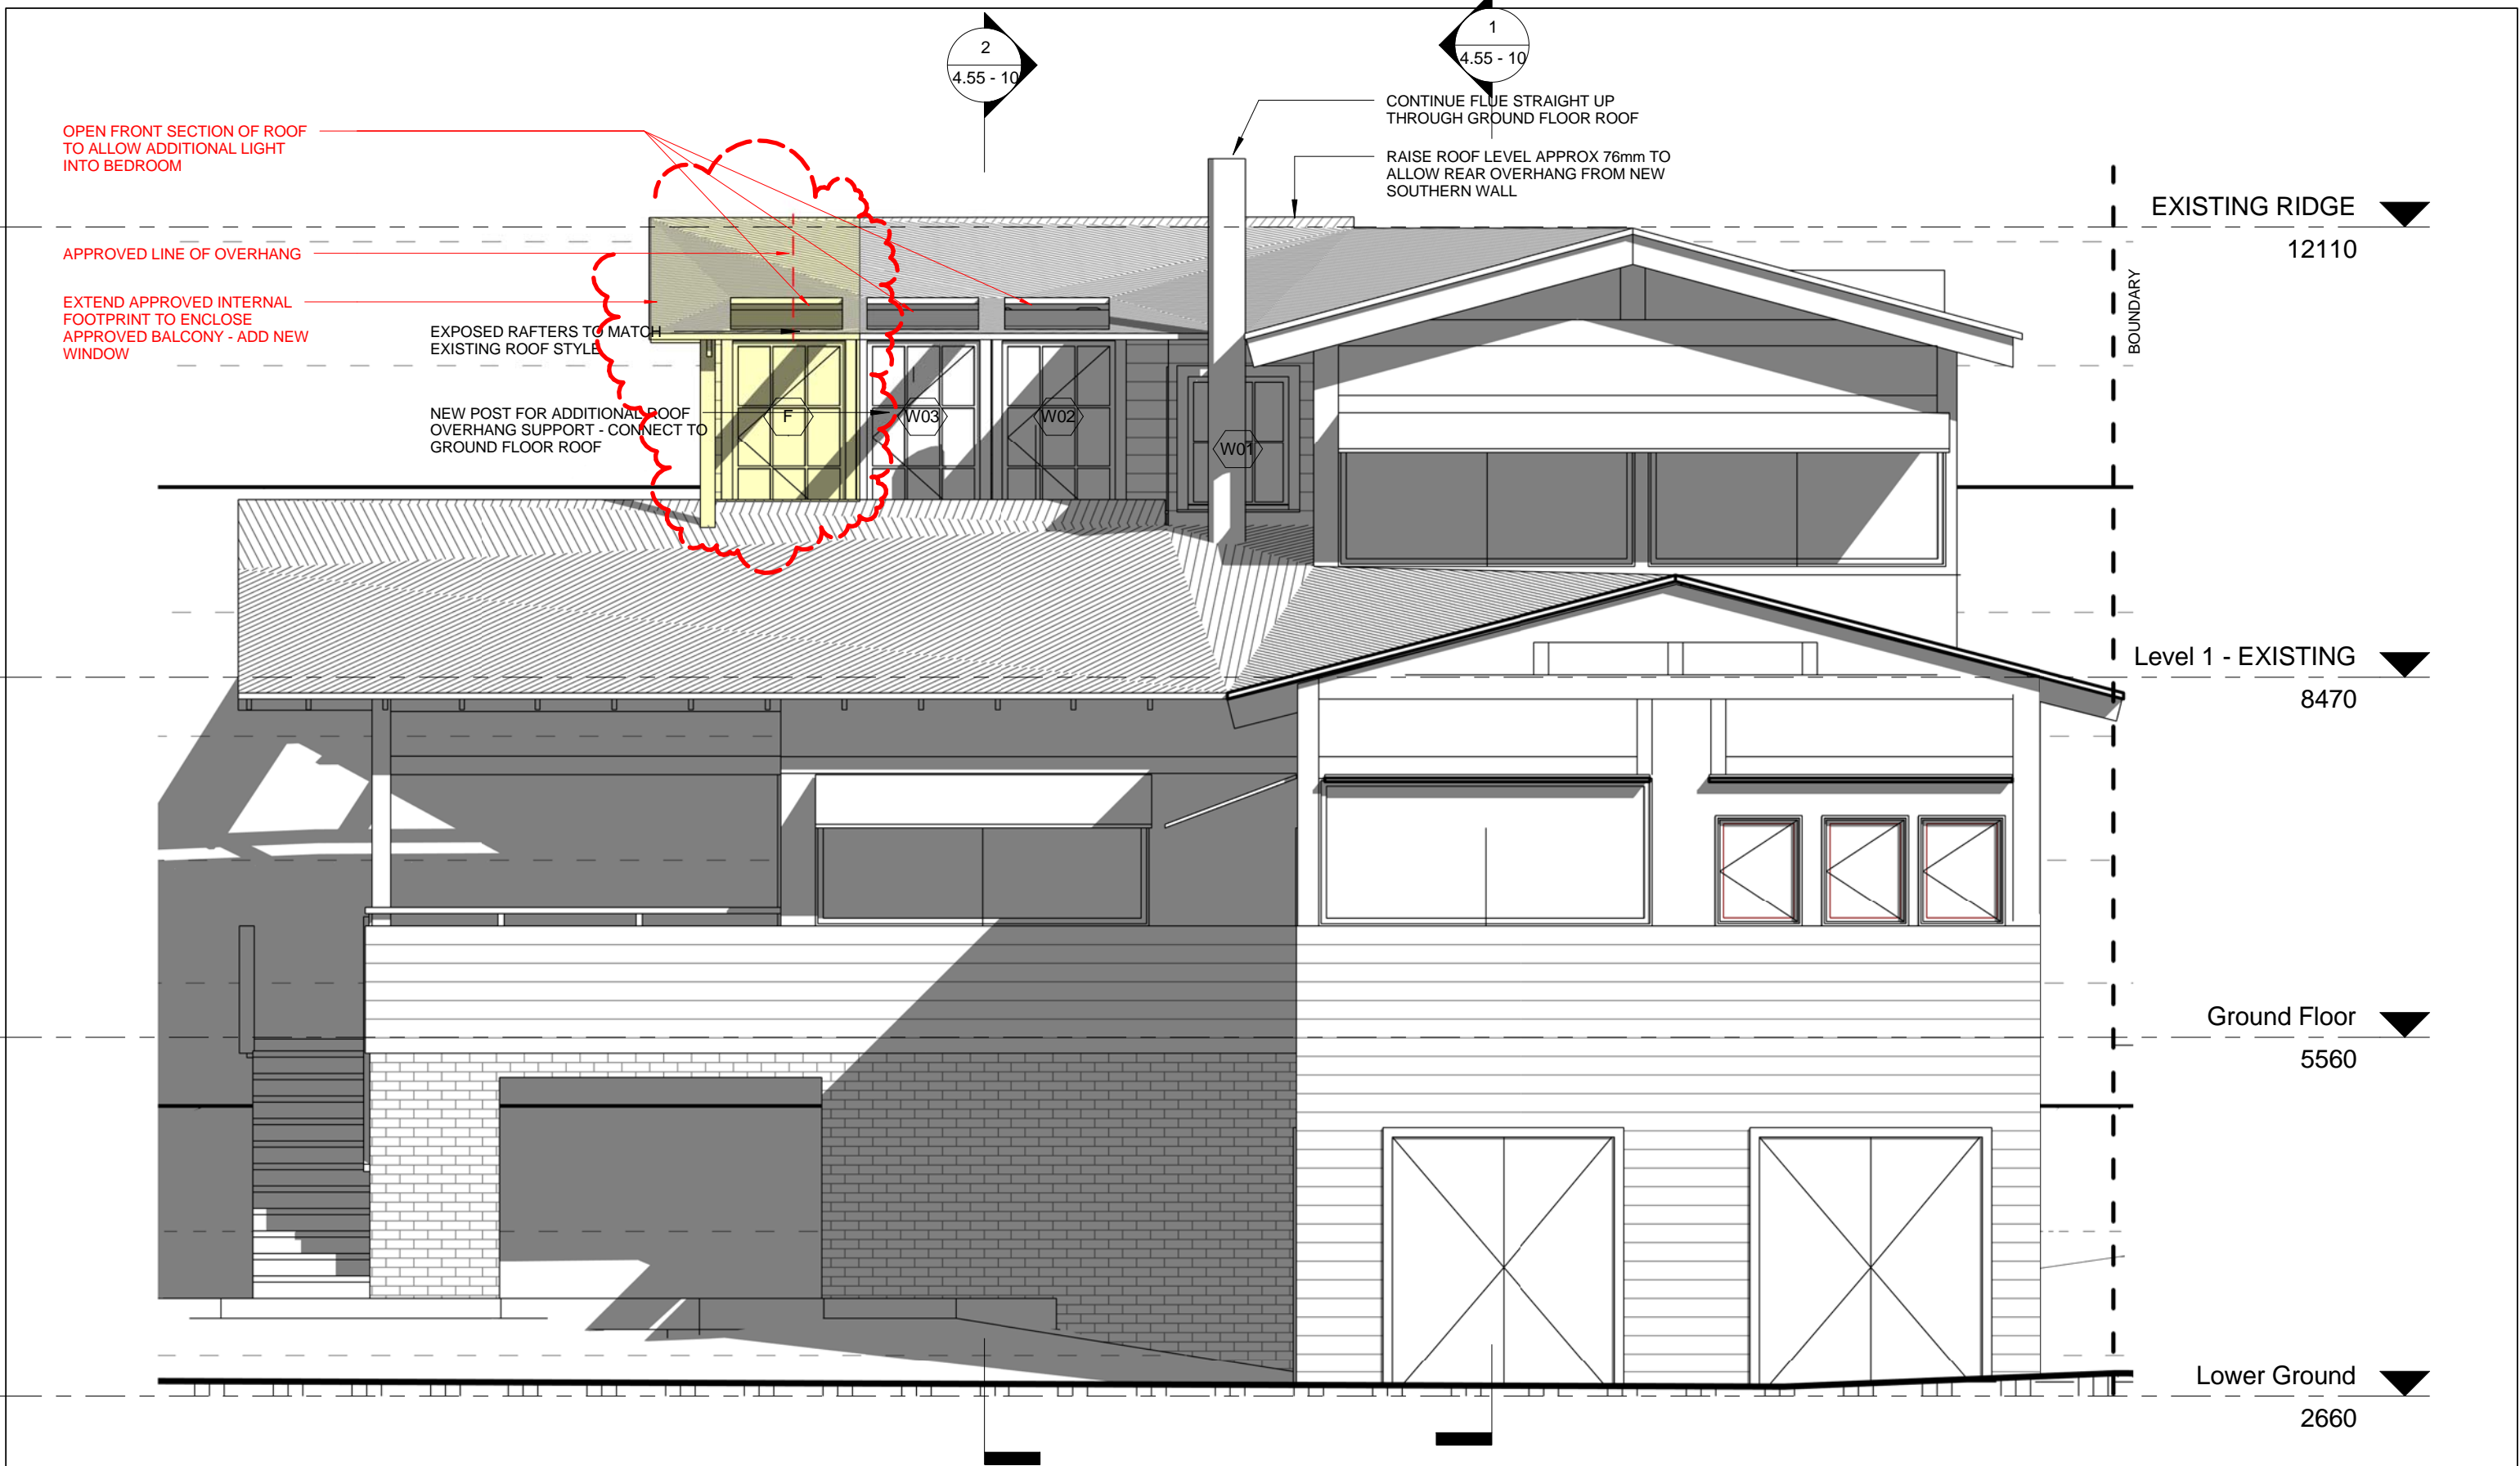 2
4.55 - 10
1
4.55 - 10
CONTINUE FLUE STRAIGHT UP
THROUGH GROUND FLOOR ROOF
OPEN FRONT SECTION OF ROOF
TO ALLOW ADDITIONAL LIGHT
INTO BEDROOM
RAISE ROOF LEVEL APPROX 76mm TO
ALLOW REAR OVERHANG FROM NEW
SOUTHERN WALL
EXISTING RIDGE
12110
APPROVED LINE OF OVERHANG
EXTEND APPROVED INTERNAL
FOOTPRINT TO ENCLOSE
APPROVED BALCONY - ADD NEW
WINDOW
EXPOSED RAFTERS TO MATCH
EXISTING ROOF STYLE
BOUNDARY
NEW POST FOR ADDITIONAL ROOF
OVERHANG SUPPORT - CONNECT TO
GROUND FLOOR ROOF
F
W03
W02
W01
Level 1 - EXISTING
8470
Ground Floor
5560
Lower Ground
2660